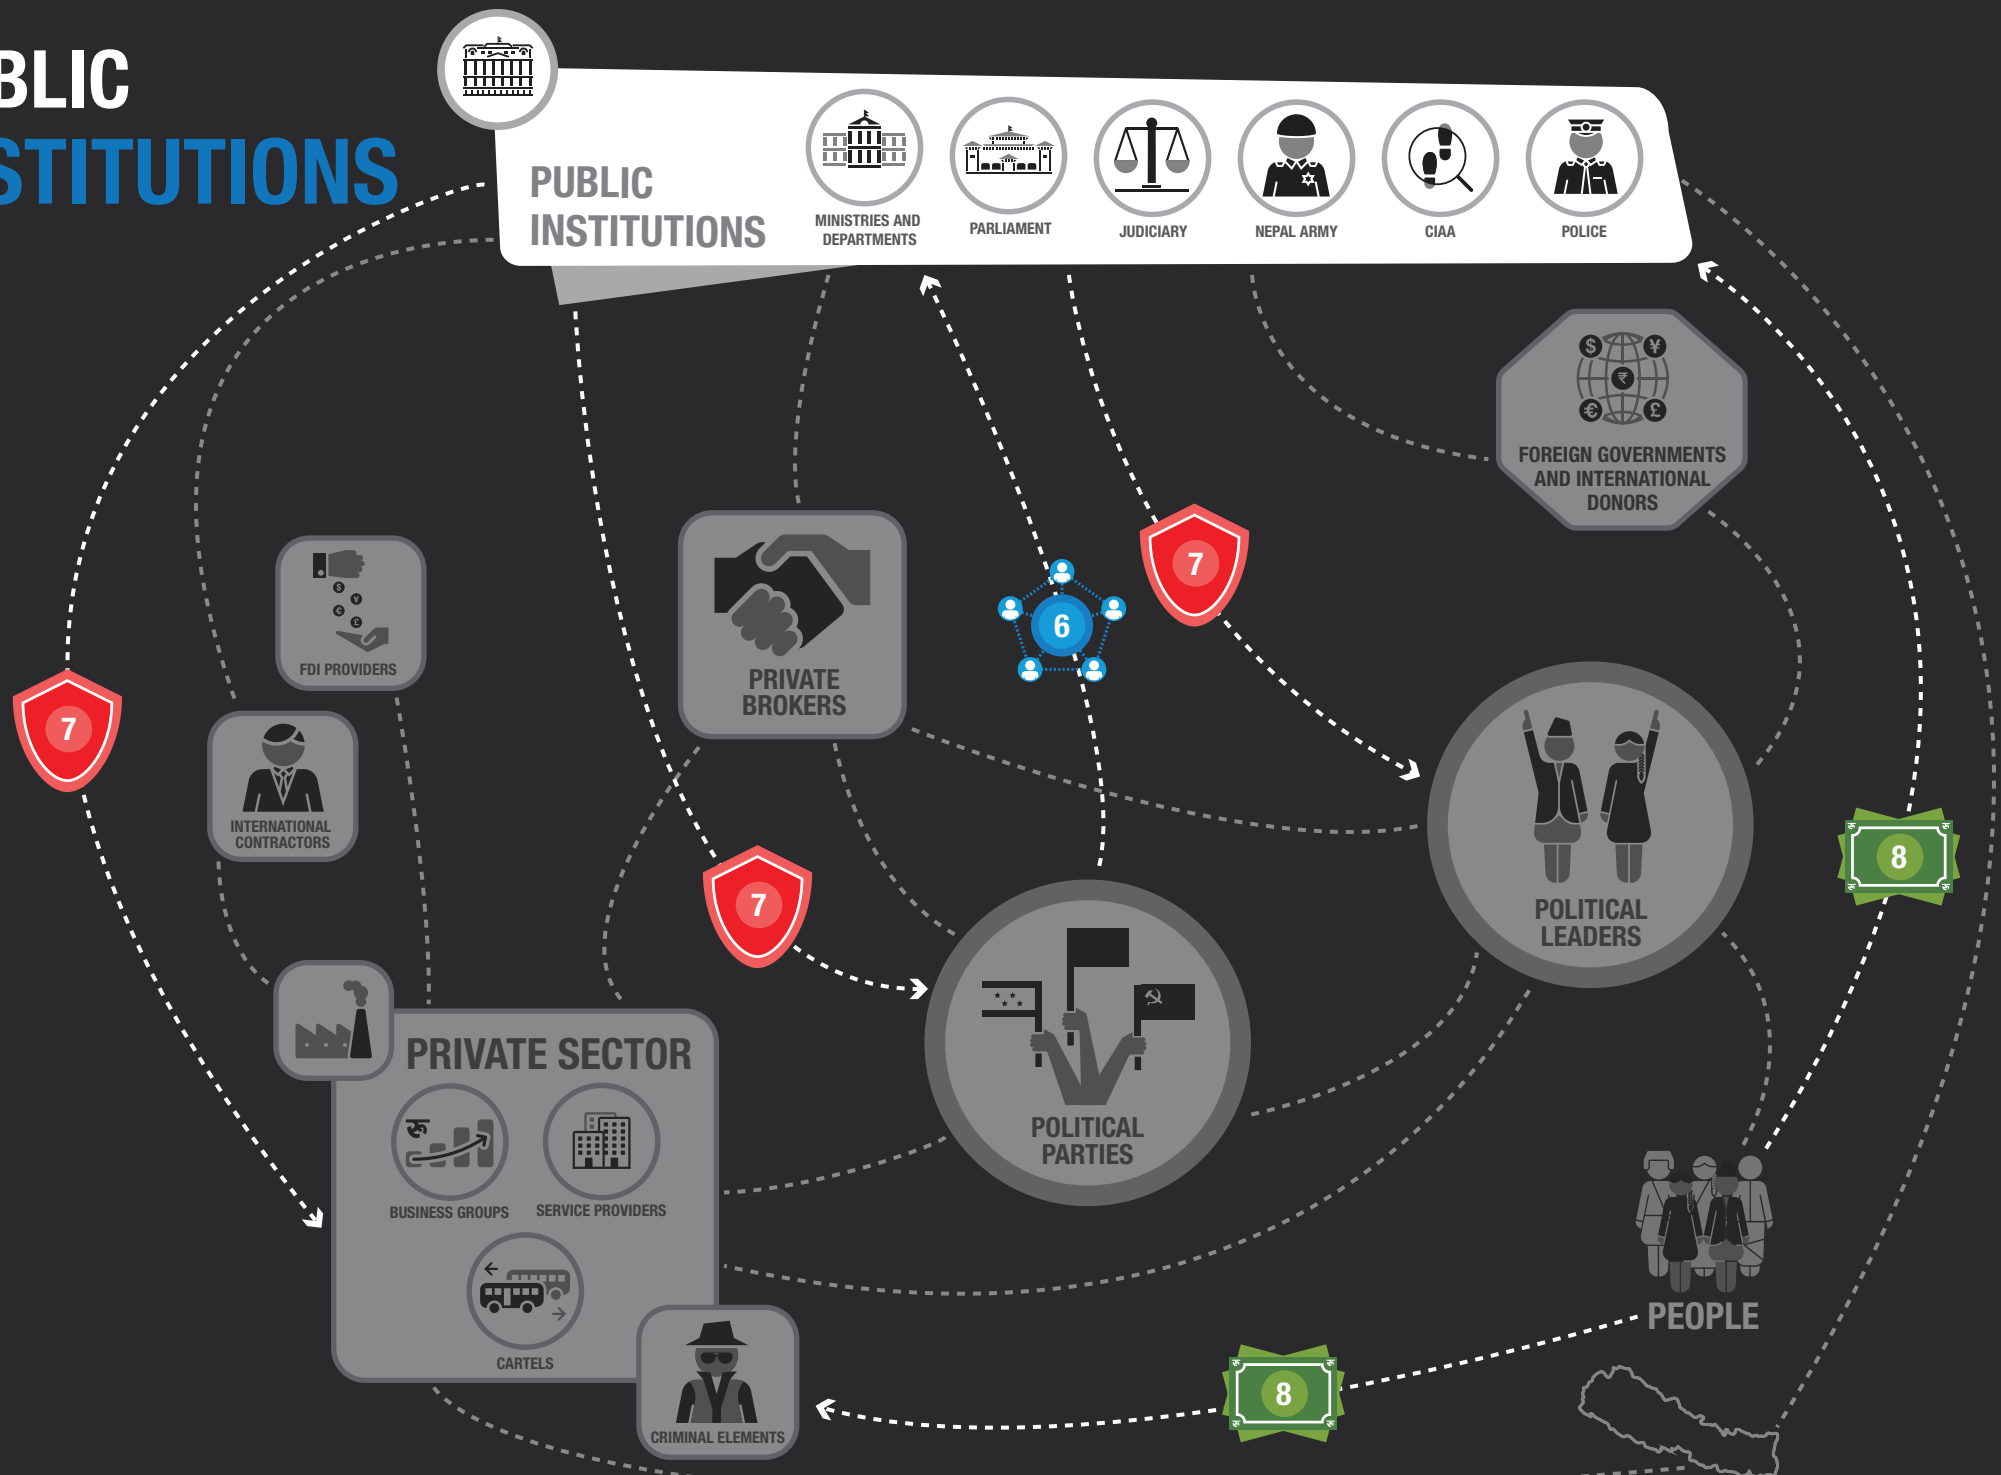 BLIC
STITUTIONS
PUBLIC
INSTITUTIONS
MINISTRIES AND
DEPARTMENTS
PARLIAMENT
JUDICIARY
NEPAL ARMY
CIAA
POLICE
$ ¥
₹
€ £
FOREIGN GOVERNMENTS
AND INTERNATIONAL
DONORS
$
¥
€
£
FDI PROVIDERS
PRIVATE
BROKERS
6
7
7
INTERNATIONAL
CONTRACTORS
7
POLITICAL
LEADERS
रू रू
8
रू रू
PRIVATE SECTOR
रू
BUSINESS GROUPS
SERVICE PROVIDERS
CARTELS
CRIMINAL ELEMENTS
POLITICAL
PARTIES
PEOPLE
रू रू
8
रू रू